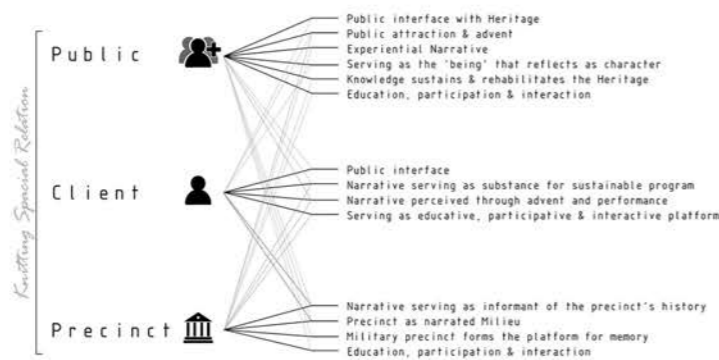 Knitting Spacial Relation
Public
Public interface with Heritage
Public attraction & advent
Experiential Narrative
Serving as the 'being' that reflects as character
Knowledge sustains & rehabilitates the Heritage
Education, participation & interaction
Client
Public interface
Narrative serving as substance for sustainable program
Narrative perceived through advent and performance
Serving as educative, participative & interactive platform
Precinct
Narrative serving as informant of the precinct's history
Precinct as narrated Milieu
Military precinct forms the platform for memory
Education, participation & interaction